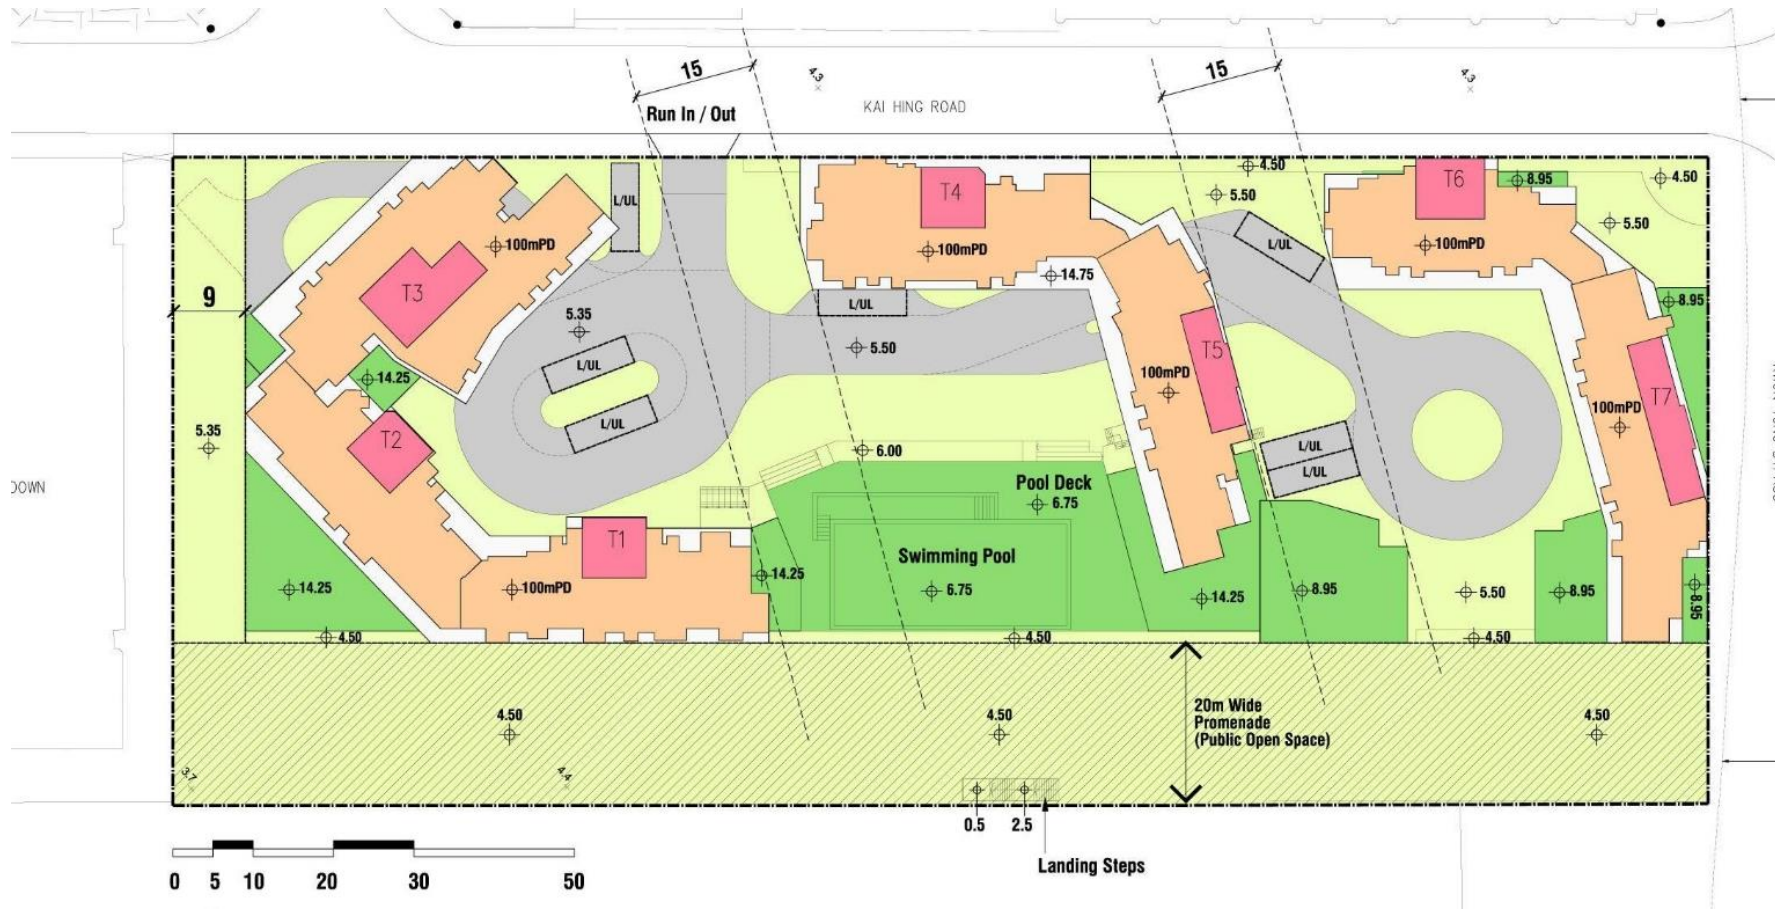 15
4.3
KAI HING ROAD
15
4.3
Run In / Out
L/UL
T3
100mPD
T4
100mPD
14.75
L/UL
4.50
5.50
L/UL
T6
100mPD
8.95
4.50
5.50
8.95
9
5.35
L/UL
L/UL
5.50
14.25
T2
5.35
T5
100mPD
T7
100mPD
6.00
L/UL
L/UL
DOWN
Pool Deck
6.75
T1
100mPD
Swimming Pool
6.75
14.25
14.25
14.25
8.95
5.50
8.95
8.95
4.50
4.50
4.50
4.50
4.50
4.50
20m Wide
Promenade
(Public Open Space)
3.7
4.4
0.5
2.5
Landing Steps
0
5
10
20
30
50